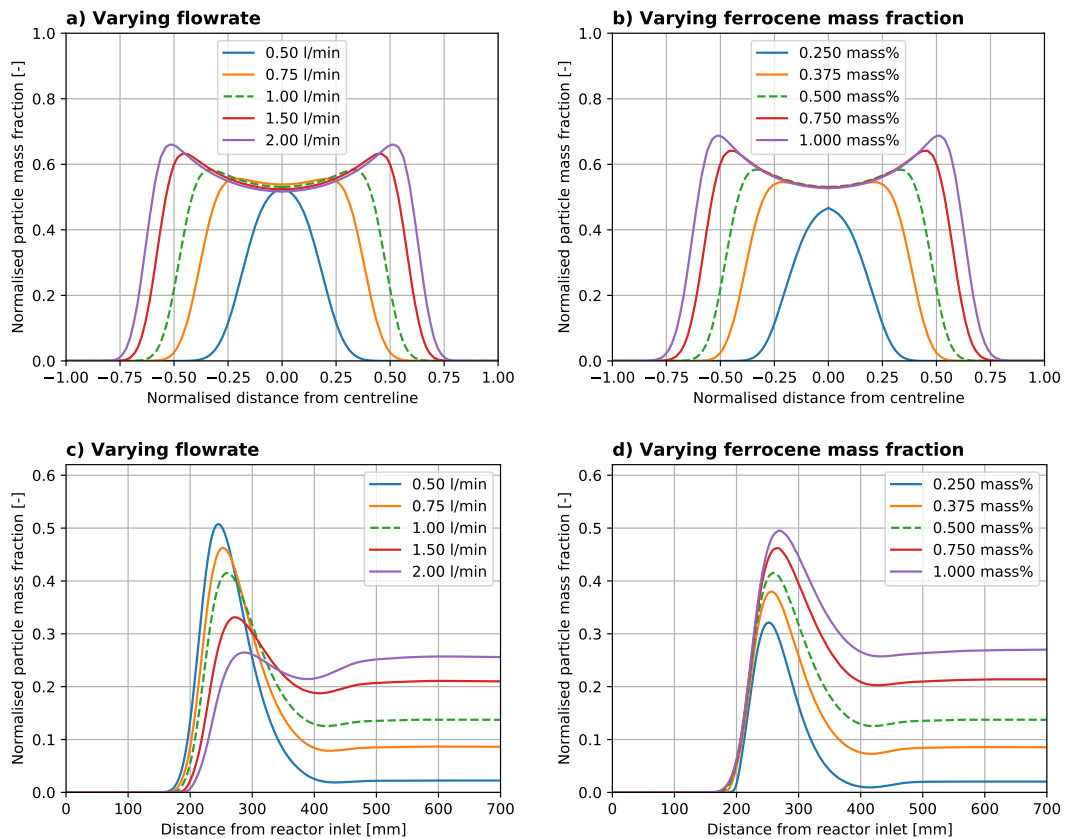 a) Varying flowrate
Normalised particle mass fraction [-]
1.0
0.8
0.6
0.4
0.2
0.0
0.50 l/min
0.75 l/min
1.00 l/min
1.50 l/min
2.00 l/min
−1.00 −0.75 −0.50 −0.25 0.00 0.25 0.50 0.75 1.00
Normalised distance from centreline
b) Varying ferrocene mass fraction
Normalised particle mass fraction [-]
1.0
0.8
0.6
0.4
0.2
0.0
0.250 mass%
0.375 mass%
0.500 mass%
0.750 mass%
1.000 mass%
−1.00 −0.75 −0.50 −0.25 0.00 0.25 0.50 0.75 1.00
Normalised distance from centreline
c) Varying flowrate
Normalised particle mass fraction [-]
0.6
0.5
0.4
0.3
0.2
0.1
0.0
0.50 l/min
0.75 l/min
1.00 l/min
1.50 l/min
2.00 l/min
0 100 200 300 400 500 600 700
Distance from reactor inlet [mm]
d) Varying ferrocene mass fraction
Normalised particle mass fraction [-]
0.6
0.5
0.4
0.3
0.2
0.1
0.0
0.250 mass%
0.375 mass%
0.500 mass%
0.750 mass%
1.000 mass%
0 100 200 300 400 500 600 700
Distance from reactor inlet [mm]